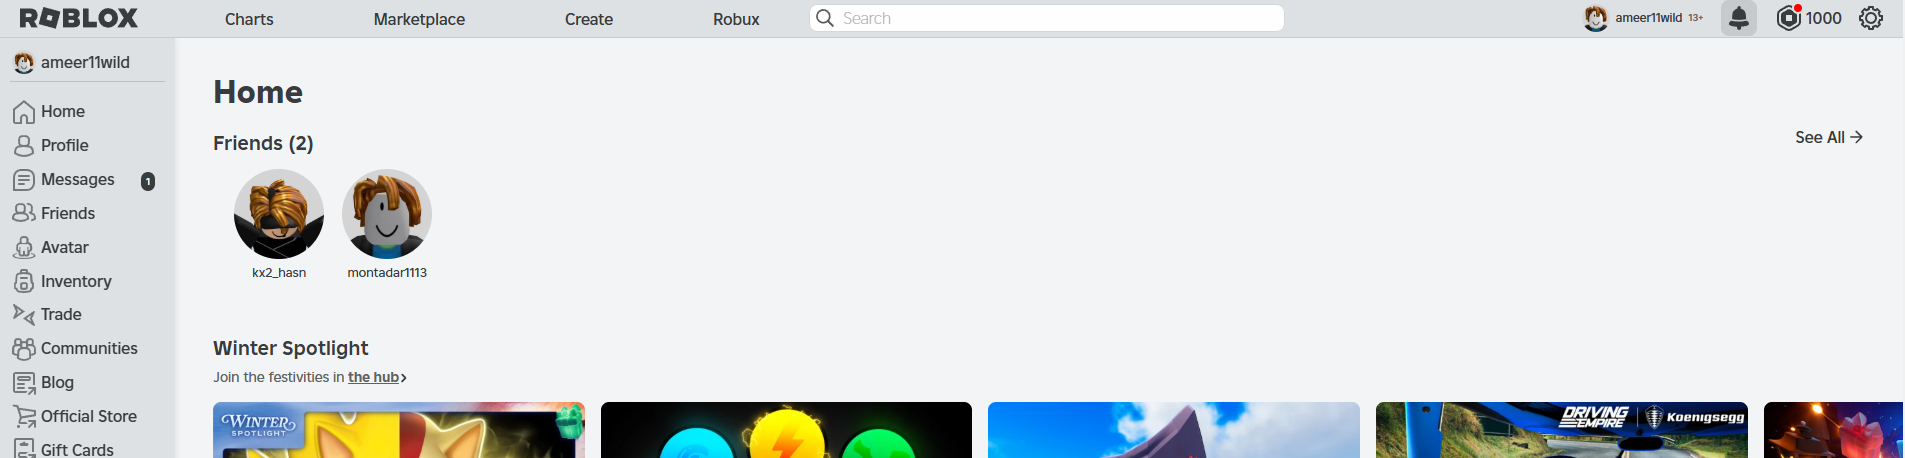 ROBLOX
Charts
Marketplace
Create
Robux
Search
ameer11wild 13+
1000
ameer11wild
Home
Profile
Messages 1
Friends
Avatar
Inventory
Trade
Communities
Blog
Official Store
Gift Cards
Home
Friends (2)
See All
kx2_hasn
montadar1113
Winter Spotlight
Join the festivities in the hub
WINTER
SPOTLIGHT
DRIVING
EMPIRE
Koenigsegg